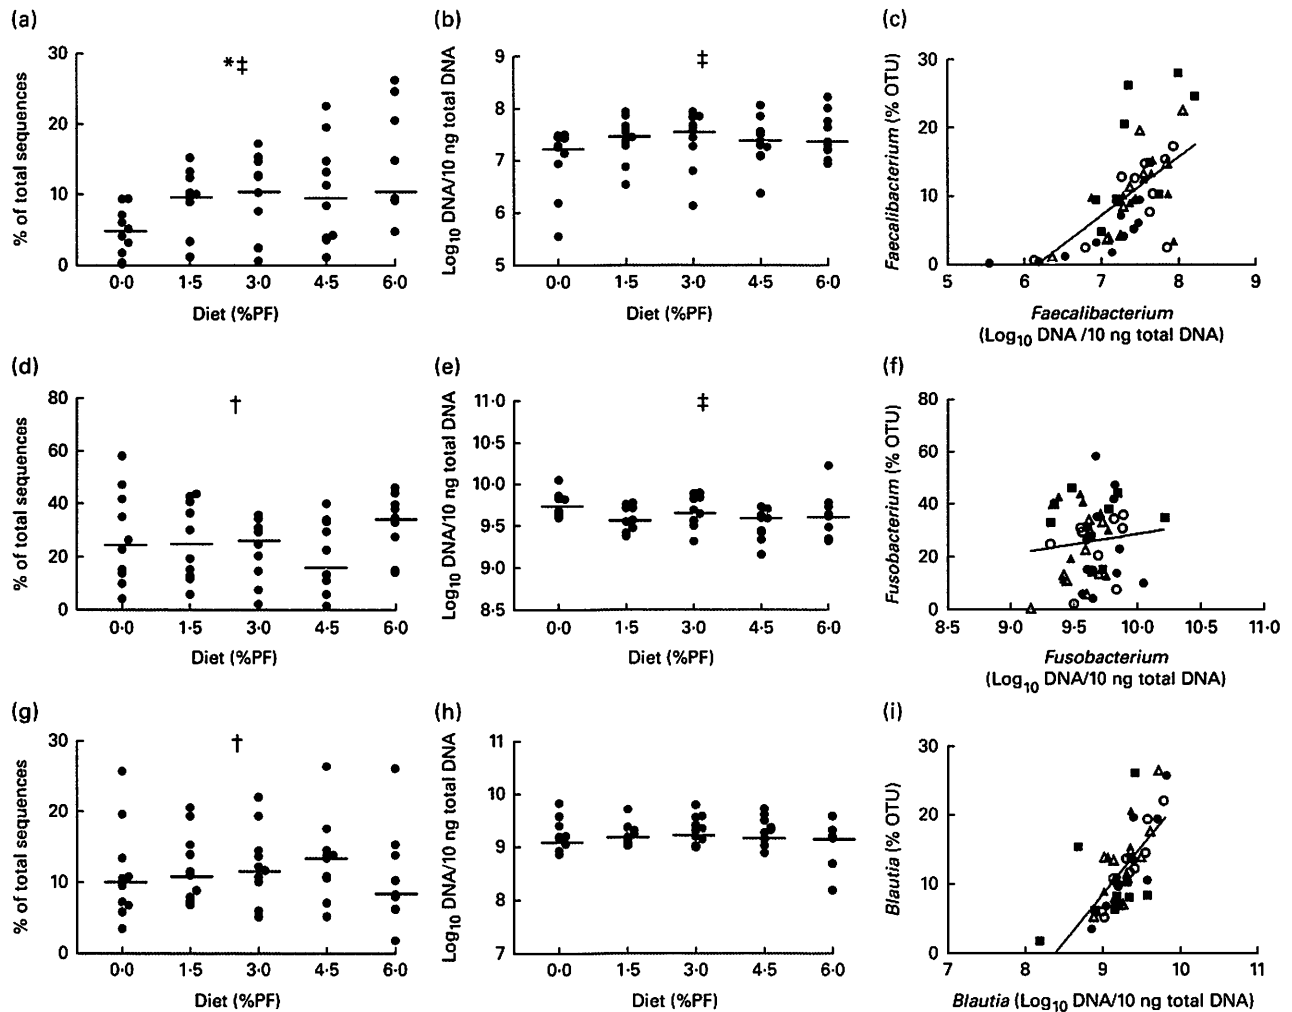 (a)
% of total sequences
30
20
10
0
*‡
0·0 1·5 3·0 4·5 6·0
Diet (%PF)
(b)
Log10 DNA/10 ng total DNA
9
8
7
6
5
‡
0·0 1·5 3·0 4·5 6·0
Diet (%PF)
(c)
Faecalibacterium (% OTU)
30
20
10
0
5 6 7 8 9
Faecalibacterium
(Log10 DNA /10 ng total DNA)
(d)
% of total sequences
80
60
40
20
0
†
0·0 1·5 3·0 4·5 6·0
Diet (%PF)
(e)
Log10 DNA/10 ng total DNA
11·0
10·5
10·0
9·5
9·0
8·5
‡
0·0 1·5 3·0 4·5 6·0
Diet (%PF)
(f)
Fusobacterium (% OTU)
80
60
40
20
0
8·5 9·0 9·5 10·0 10·5 11·0
Fusobacterium
(Log10 DNA/10 ng total DNA)
(g)
% of total sequences
30
20
10
0
†
0·0 1·5 3·0 4·5 6·0
Diet (%PF)
(h)
Log10 DNA/10 ng total DNA
11
10
9
8
7
0·0 1·5 3·0 4·5 6·0
Diet (%PF)
(i)
Blautia (% OTU)
30
20
10
0
7 8 9 10 11
Blautia (Log10 DNA/10 ng total DNA)